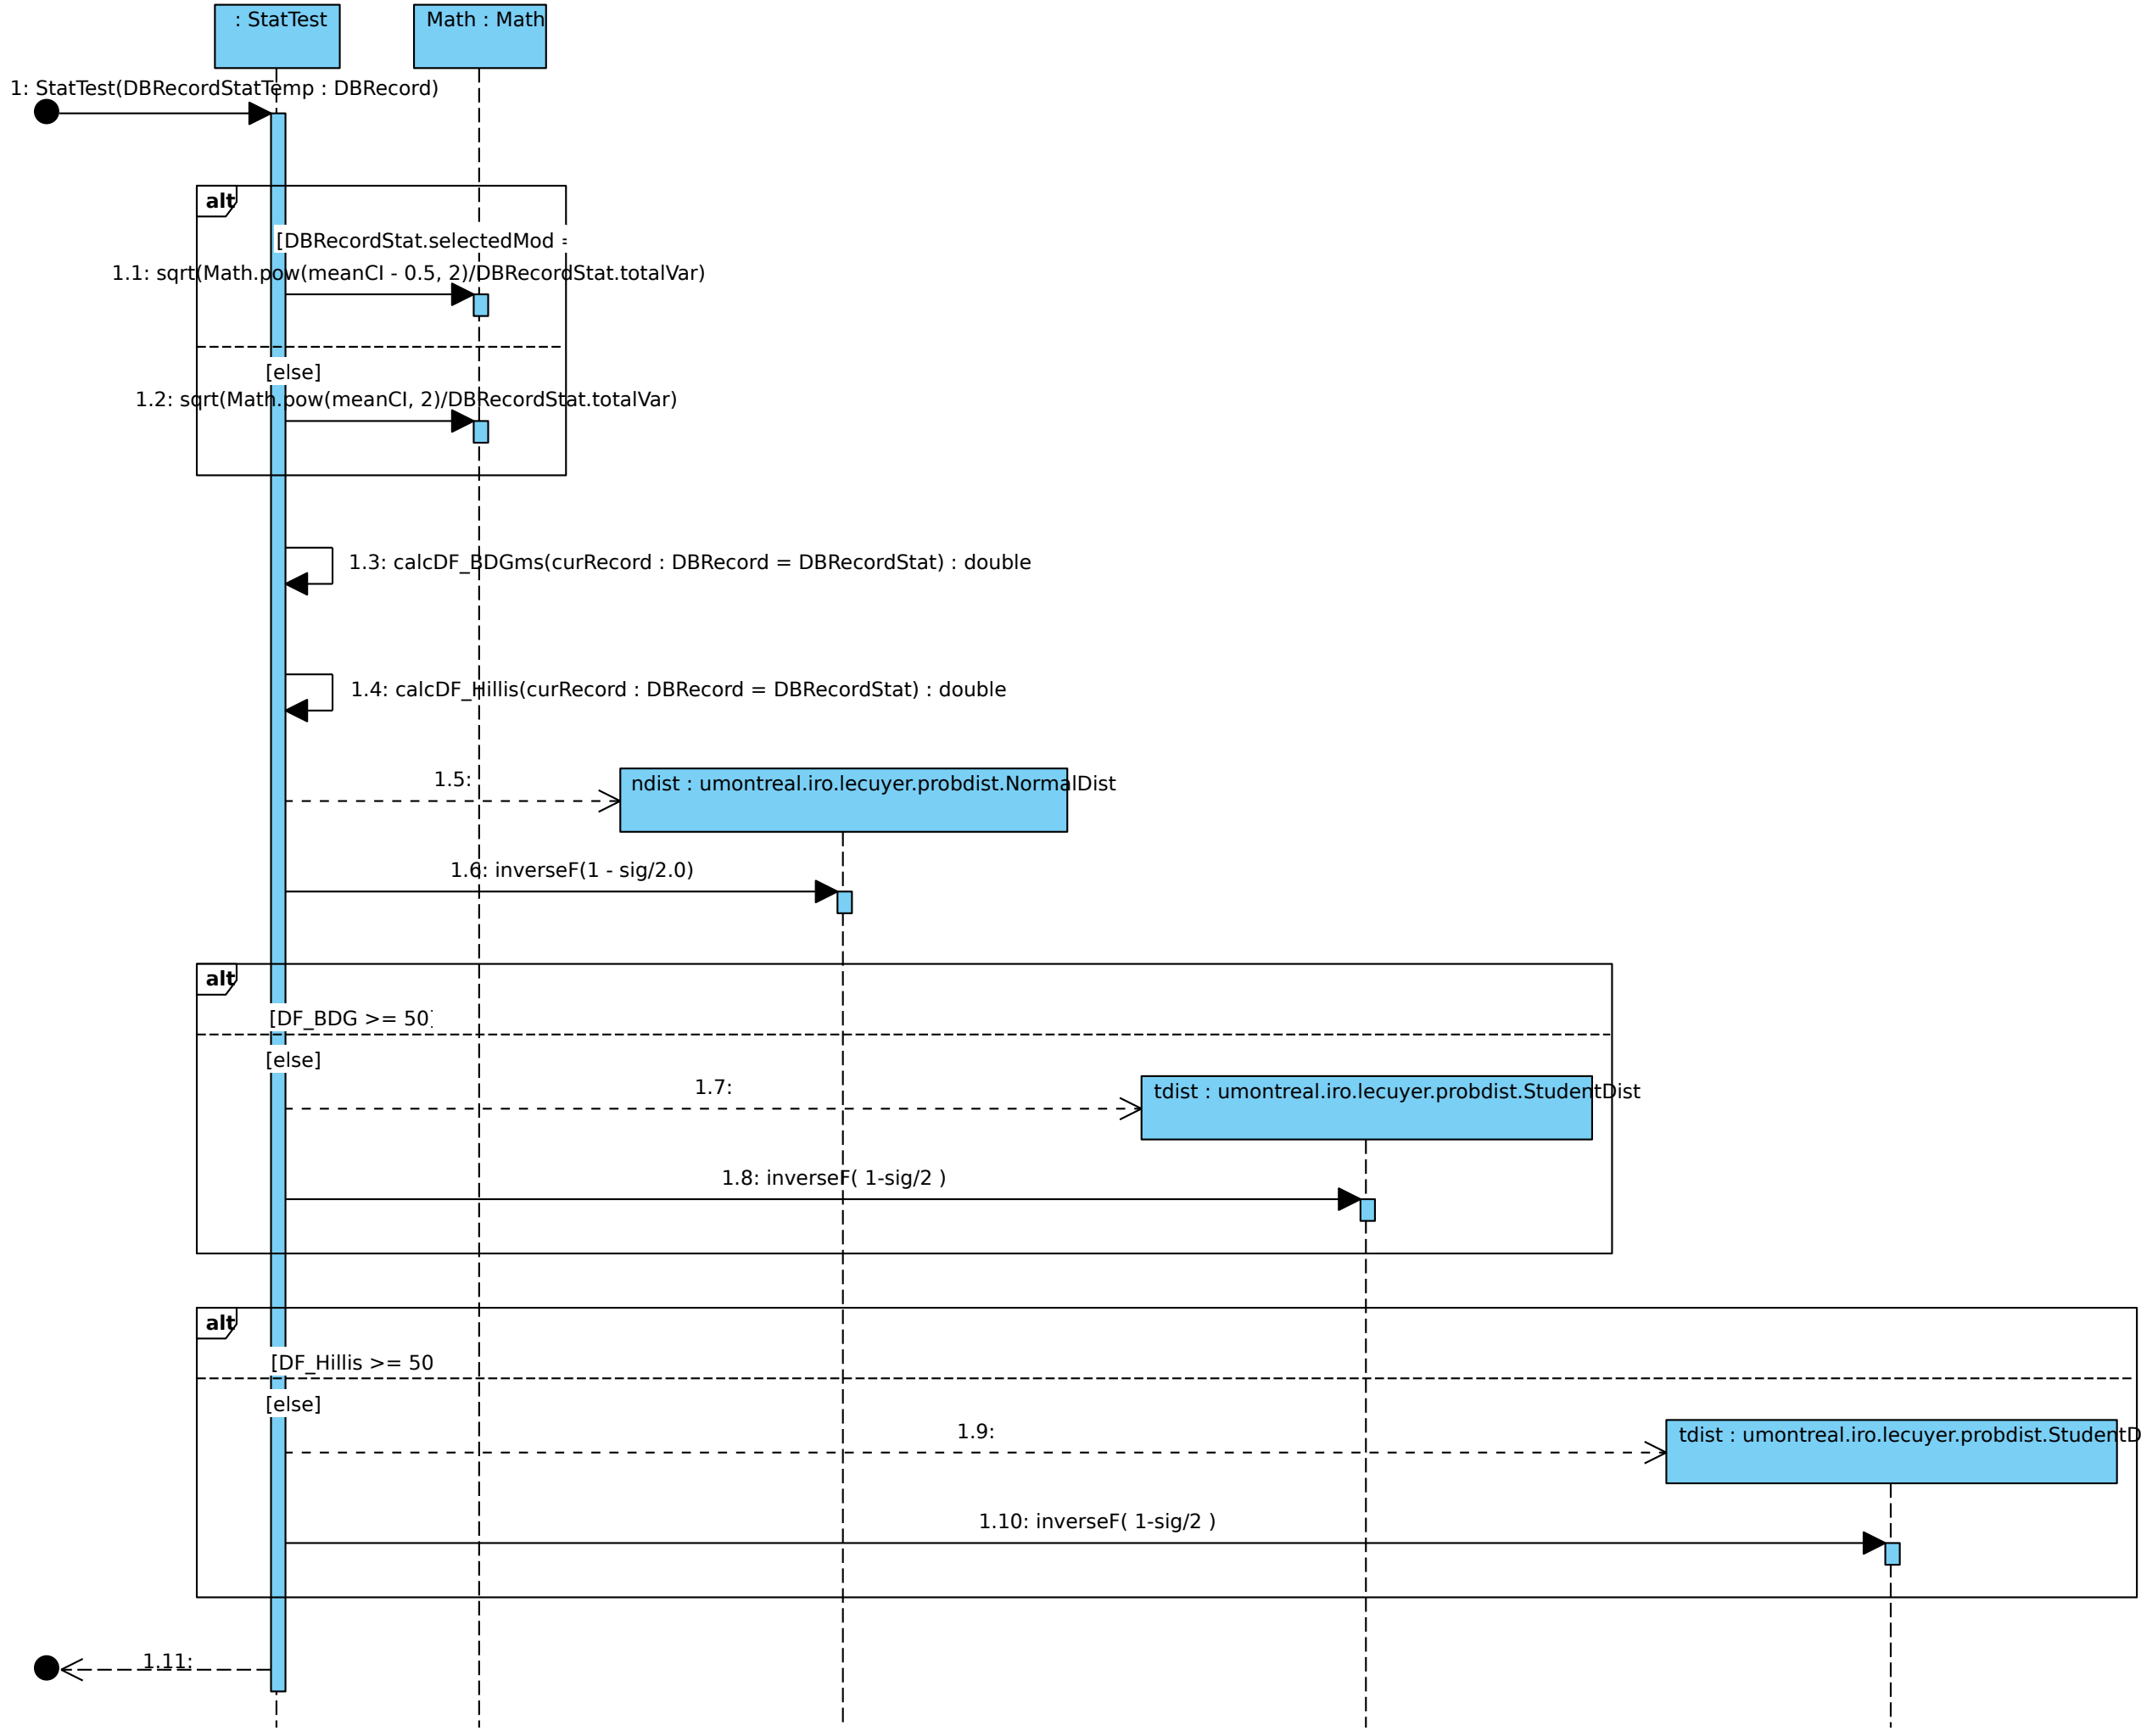 : StatTest
Math : Math
1: StatTest(DBRecordStatTemp : DBRecord)
alt
[DBRecordStat.selectedMod =
1.1: sqrt(Math.pow(meanCI - 0.5, 2)/DBRecordStat.totalVar)
[else]
1.2: sqrt(Math.pow(meanCI, 2)/DBRecordStat.totalVar)
1.3: calcDF_BDGms(curRecord : DBRecord = DBRecordStat) : double
1.4: calcDF_Hillis(curRecord : DBRecord = DBRecordStat) : double
1.5:
ndist : umontreal.iro.lecuyer.probdist.NormalDist
1.6: inverseF(1 - sig/2.0)
alt
[DF_BDG >= 50]
[else]
1.7:
tdist : umontreal.iro.lecuyer.probdist.StudentDist
1.8: inverseF( 1-sig/2 )
alt
[DF_Hillis >= 50
[else]
1.9:
tdist : umontreal.iro.lecuyer.probdist.StudentD
1.10: inverseF( 1-sig/2 )
1.11: